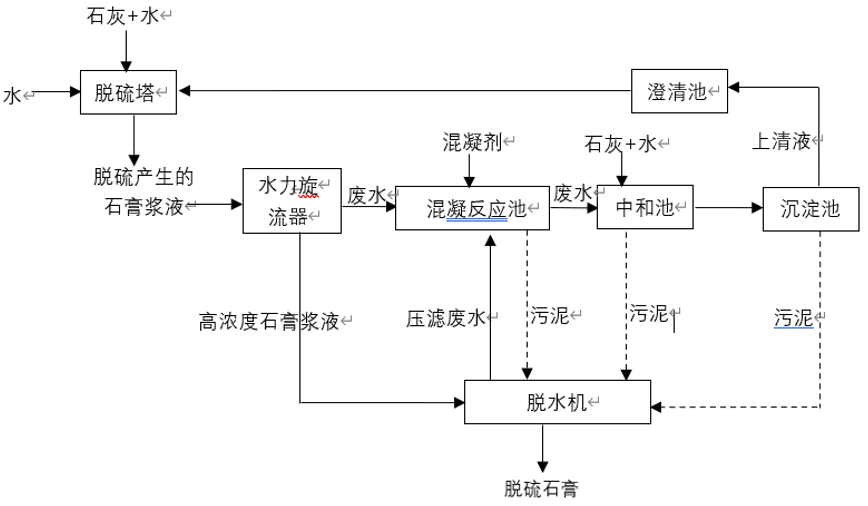 石灰+水
水
脱硫塔
澄清池
混凝剂
石灰+水
上清液
脱硫产生的
石膏浆液
水力旋
流器
废水
混凝反应池
废水
中和池
沉淀池
高浓度石膏浆液
压滤废水
污泥
污泥
污泥
脱水机
脱硫石膏